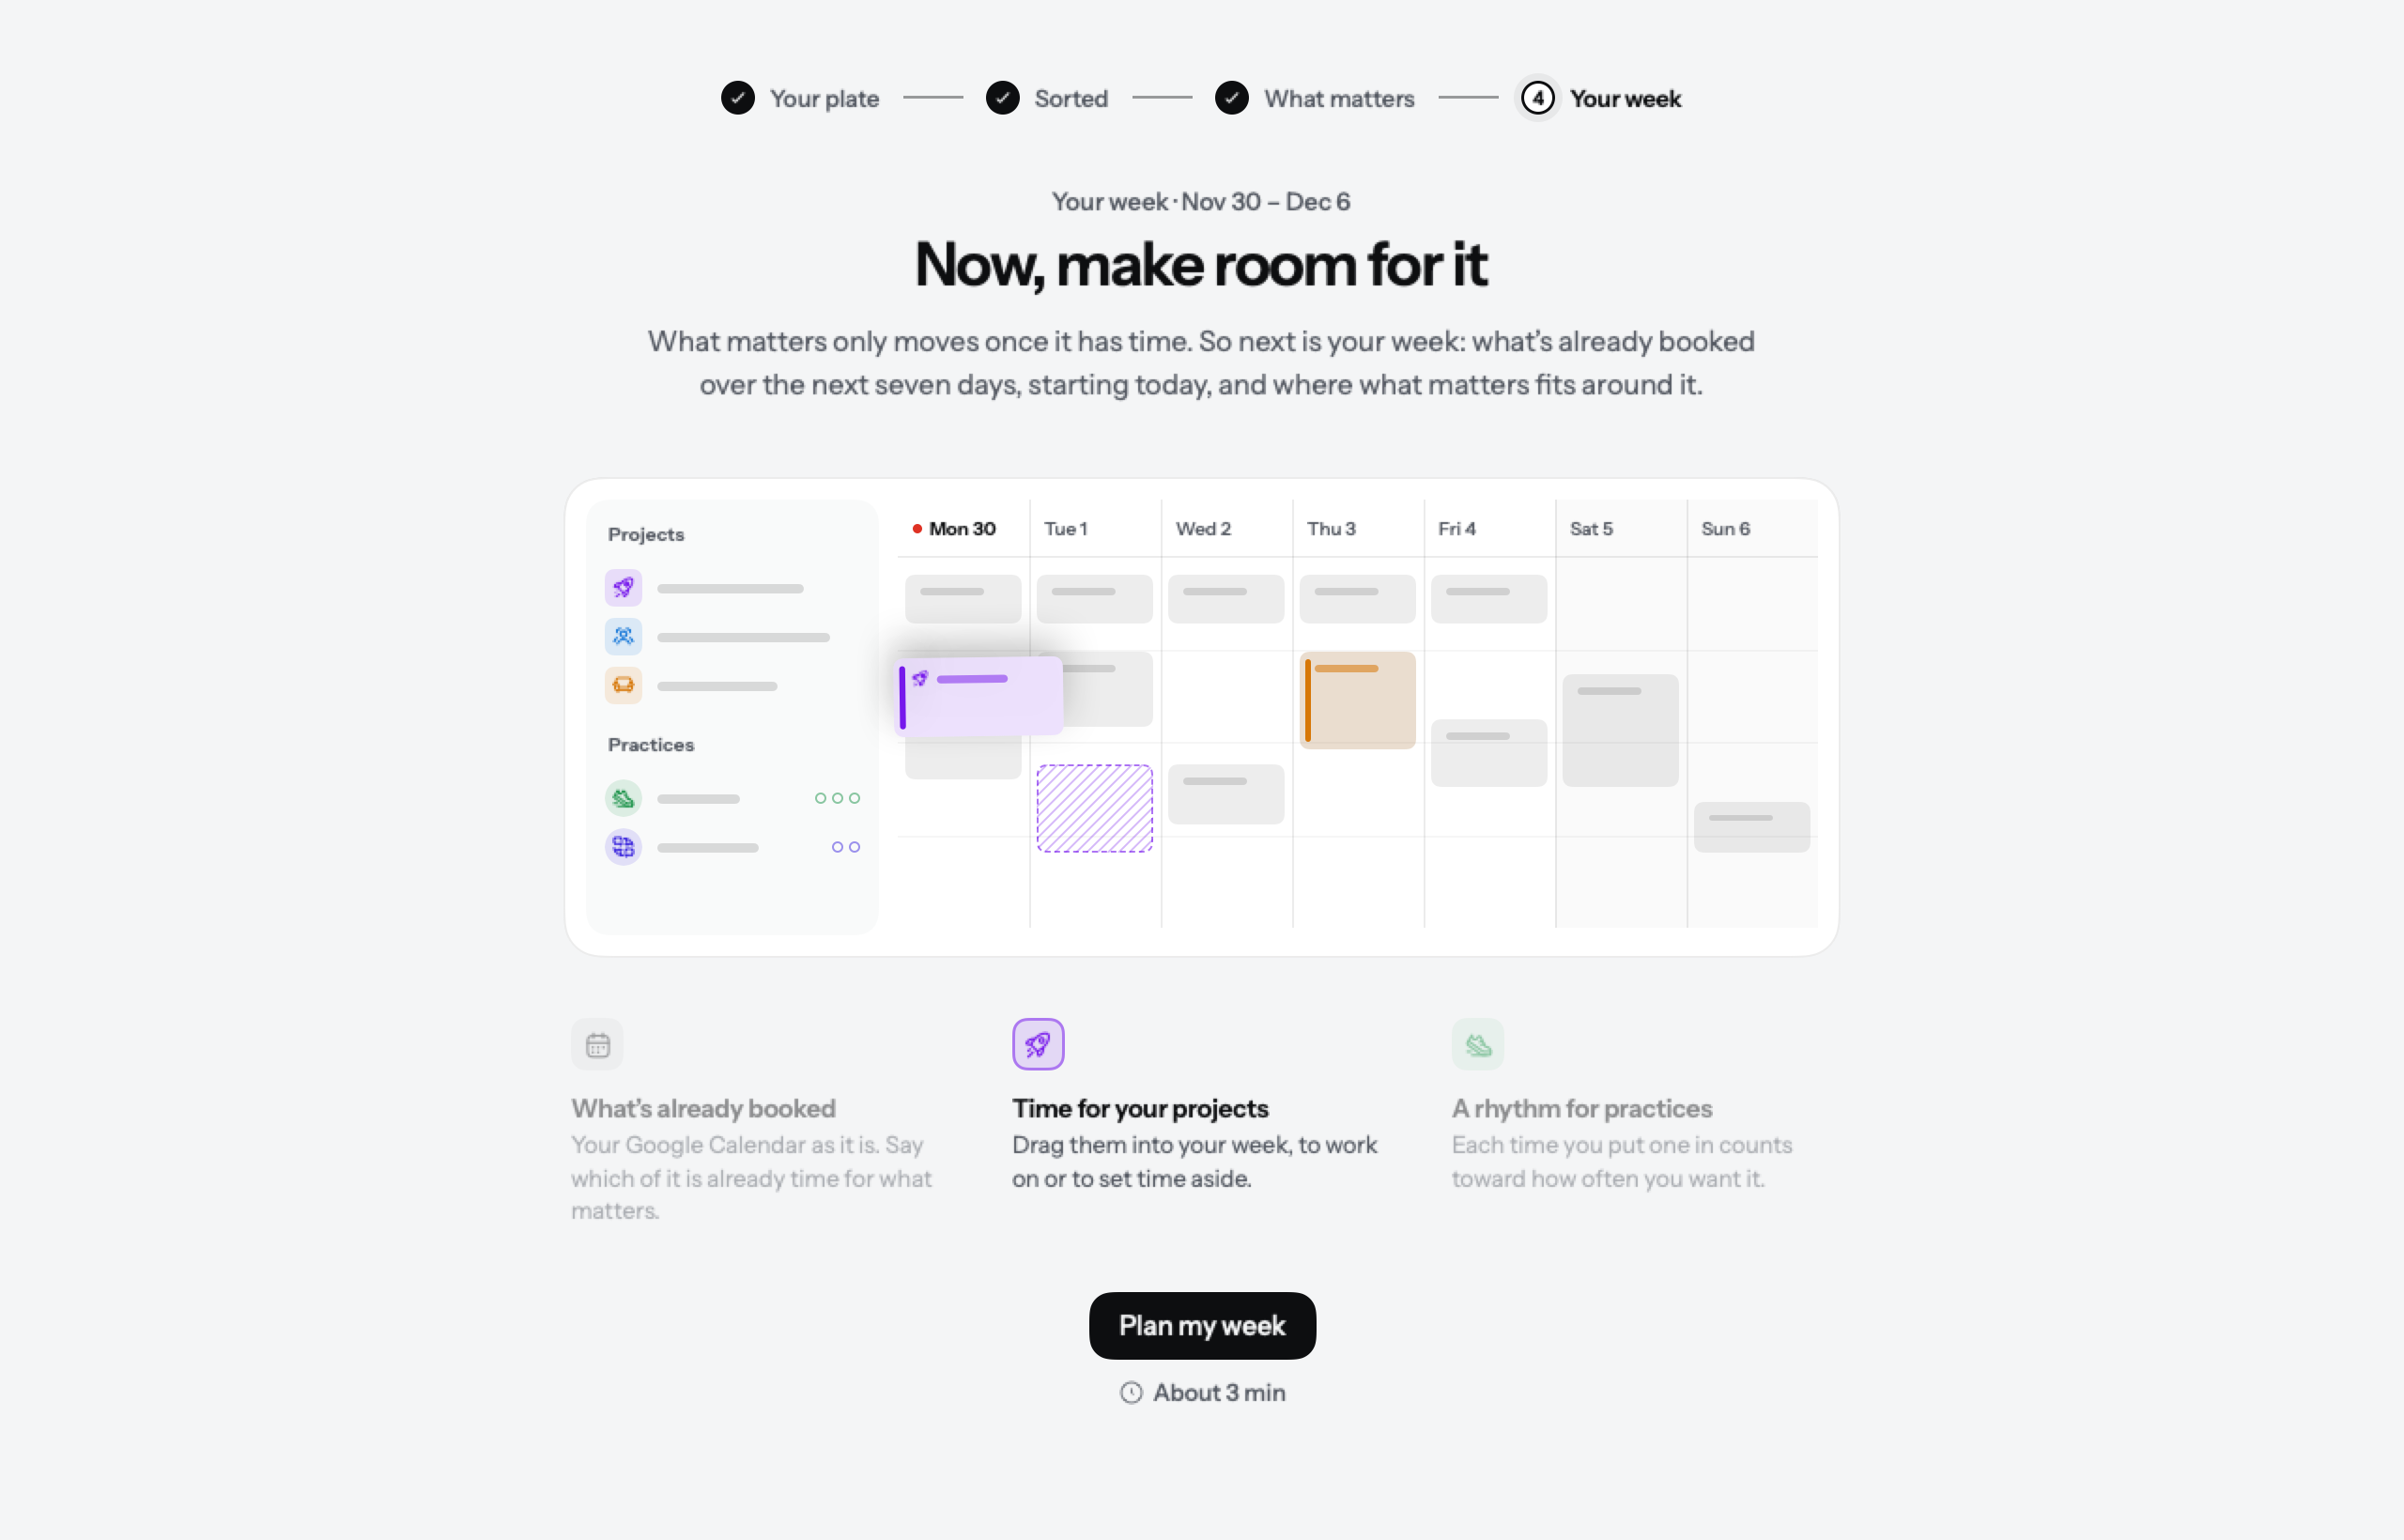 Your plate
Sorted
What matters
4 Your week
Your week · Nov 30 – Dec 6
Now, make room for it
What matters only moves once it has time. So next is your week: what’s already booked
over the next seven days, starting today, and where what matters fits around it.
Projects
Practices
Mon 30
Tue 1
Wed 2
Thu 3
Fri 4
Sat 5
Sun 6
What’s already booked
Your Google Calendar as it is. Say
which of it is already time for what
matters.
Time for your projects
Drag them into your week, to work
on or to set time aside.
A rhythm for practices
Each time you put one in counts
toward how often you want it.
Plan my week
About 3 min